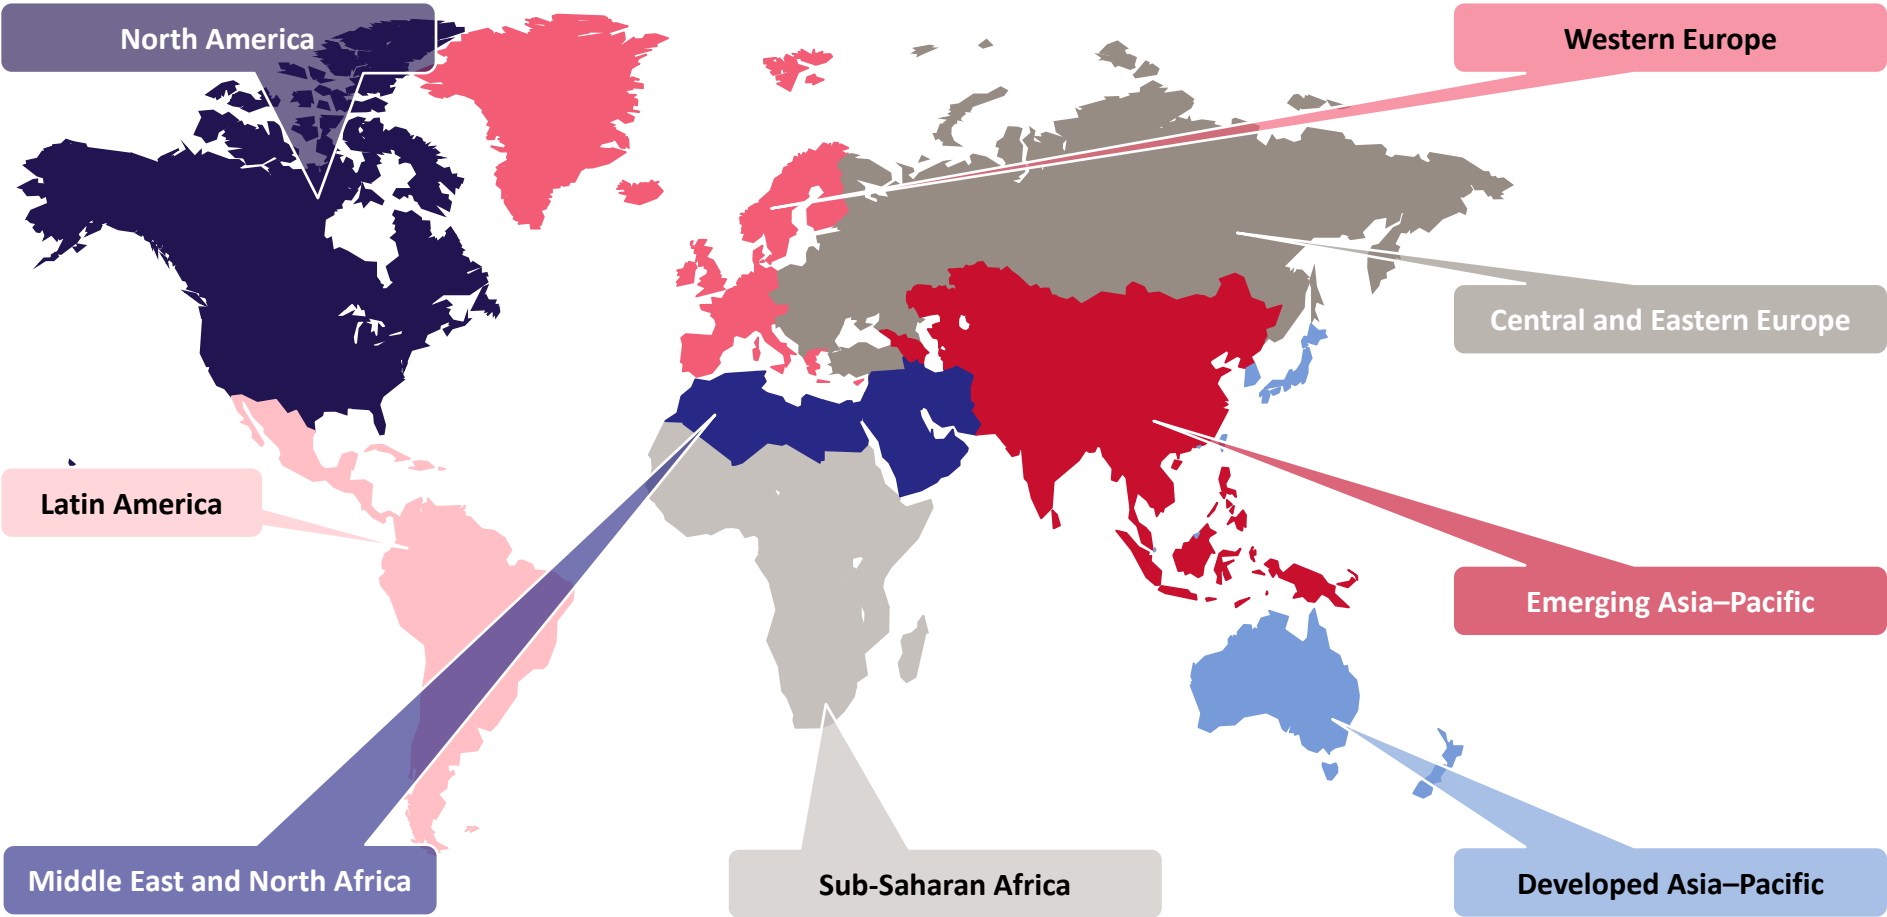 North America
Western Europe
Central and Eastern Europe
Latin America
Emerging Asia–Pacific
Middle East and North Africa
Sub-Saharan Africa
Developed Asia–Pacific